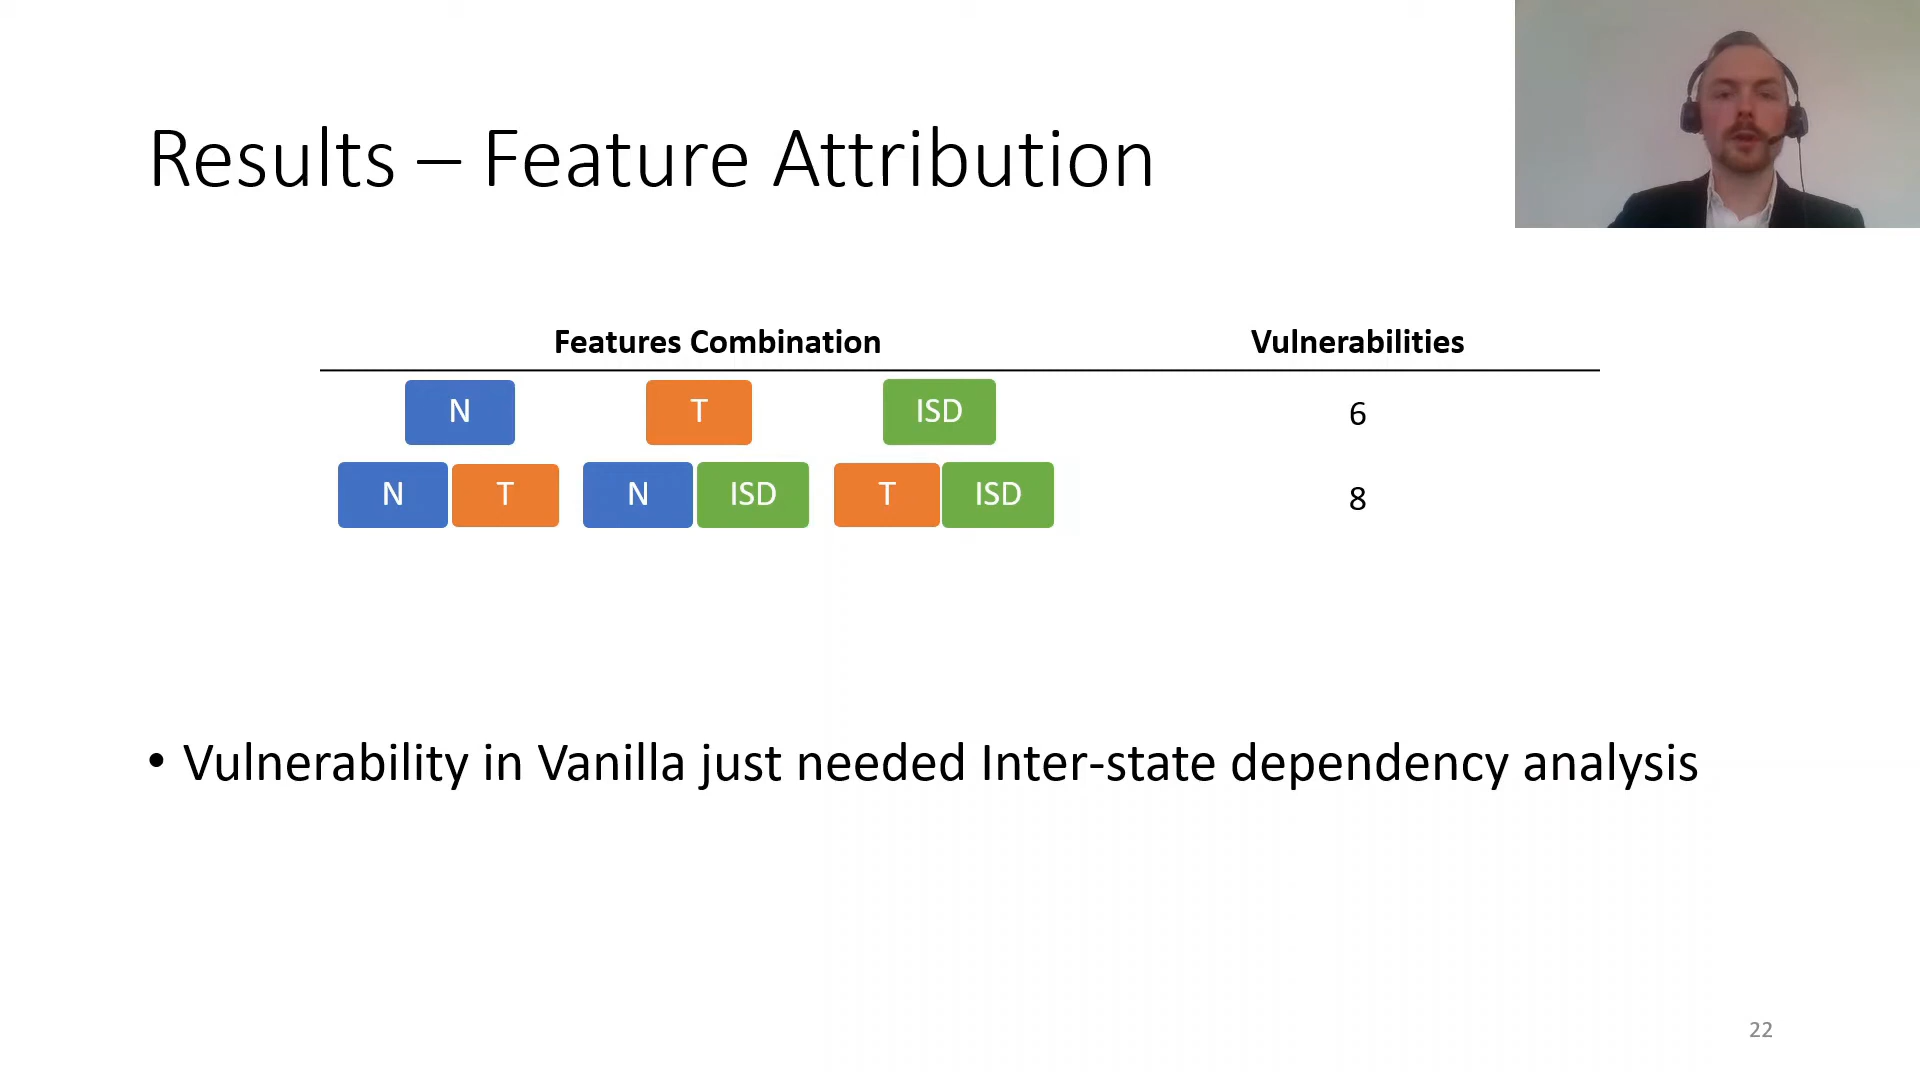 Results – Feature Attribution
Features Combination Vulnerabilities
N T ISD 6
N T N ISD T ISD 8
• Vulnerability in Vanilla just needed Inter-state dependency analysis
22